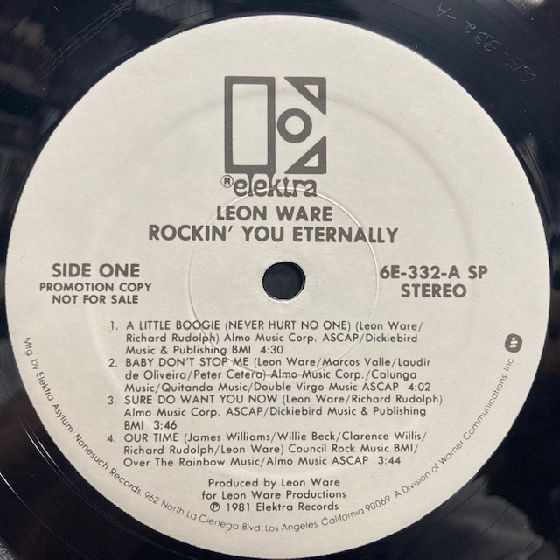 6E-332-A
® elektra
LEON WARE
ROCKIN' YOU ETERNALLY
SIDE ONE
PROMOTION COPY
NOT FOR SALE
6E-332-A SP
STEREO
1. A LITTLE BOOGIE (NEVER HURT NO ONE) (Leon Ware/
Richard Rudolph) Almo Music Corp. ASCAP/Dickiebird
Music & Publishing BMI 4:30
2. BABY DON'T STOP ME (Leon Ware/Marcos Valle/Laudir
de Oliveira/Peter Cetera) Almo Music Corp./Calunga
Music/Quitanda Music/Double Virgo Music ASCAP 4:02
3. SURE DO WANT YOU NOW (Leon Ware/Richard Rudolph)
Almo Music Corp. ASCAP/Dickiebird Music & Publishing
BMI 3:46
4. OUR TIME (James Williams/Willie Beck/Clarence Willis/
Richard Rudolph/Leon Ware) Council Rock Music BMI/
Over The Rainbow Music/Almo Music ASCAP 3:44
Produced by Leon Ware
for Leon Ware Productions
℗ 1981 Elektra Records
Mfg. by Elektra/Asylum/Nonesuch Records, 962 North La Cienega Blvd. Los Angeles California 90069 A Division of Warner Communications Inc.